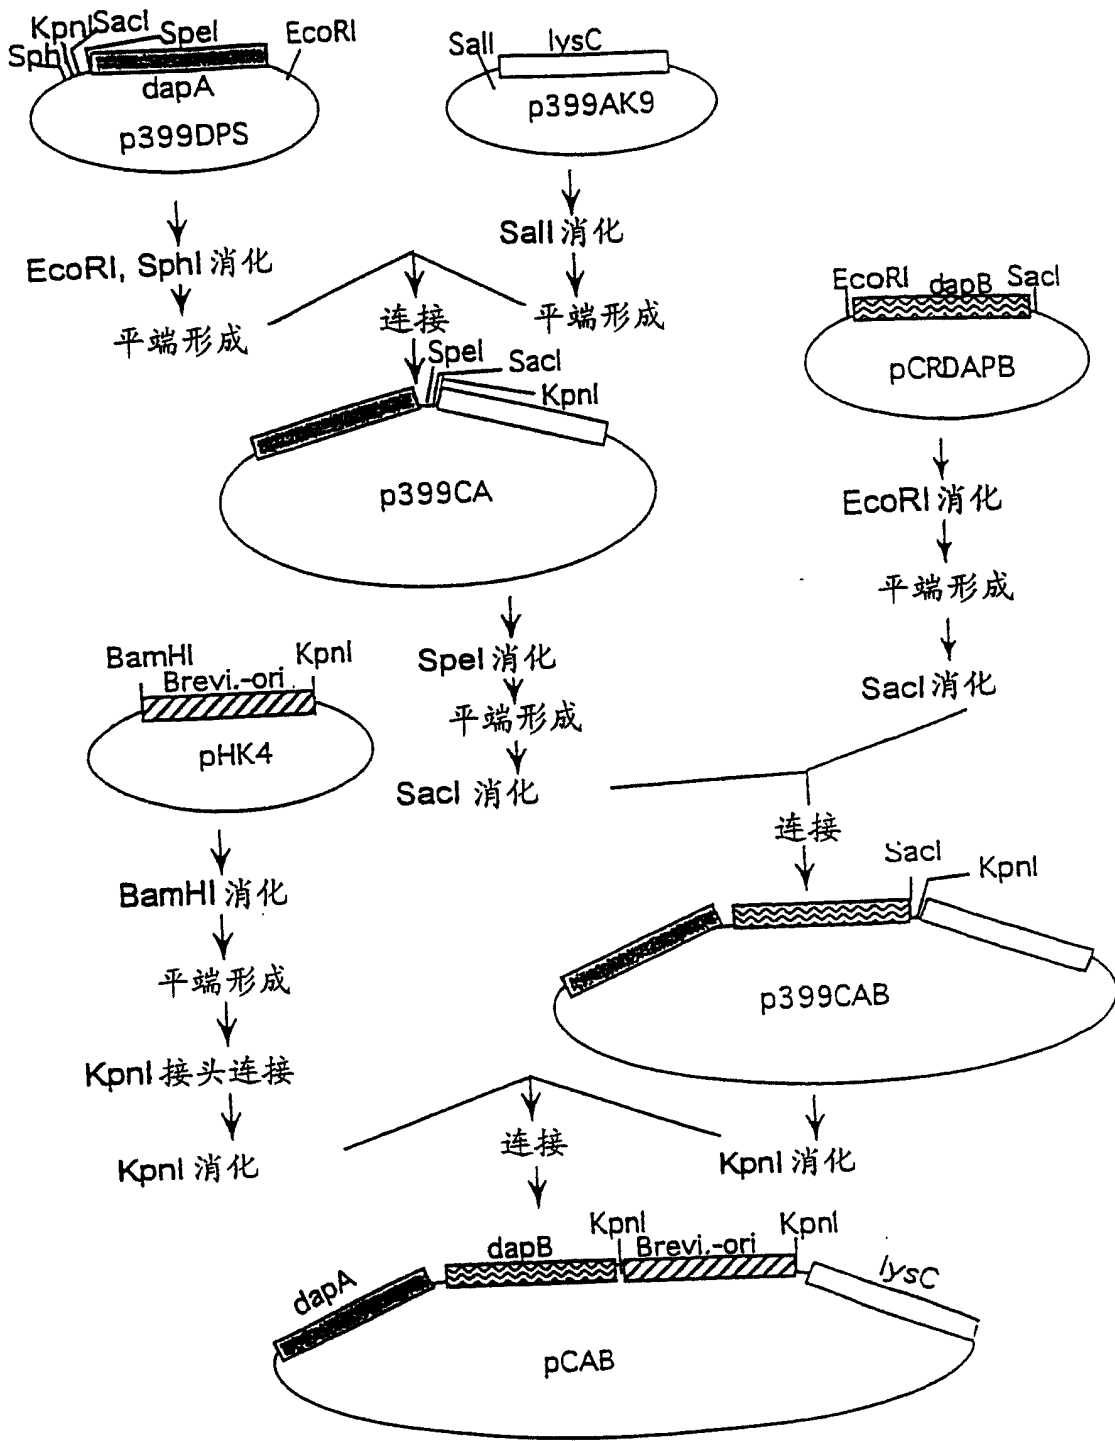 KpnI SacI
SphI
SpeI
EcoRI
dapA
p399DPS
SalI
lysC
p399AK9
EcoRI, SphI 消化
平端形成
SalI 消化
平端形成
连接
SpeI
SacI
KpnI
p399CA
EcoRI
dapB
SacI
pCRDAPB
EcoRI 消化
平端形成
SacI 消化
SpeI 消化
平端形成
SacI 消化
BamHI
KpnI
Brevi.-ori
pHK4
BamHI 消化
平端形成
KpnI 接头连接
KpnI 消化
连接
SacI
KpnI
p399CAB
KpnI 消化
连接
KpnI
KpnI
dapA
dapB
Brevi.-ori
lysC
pCAB